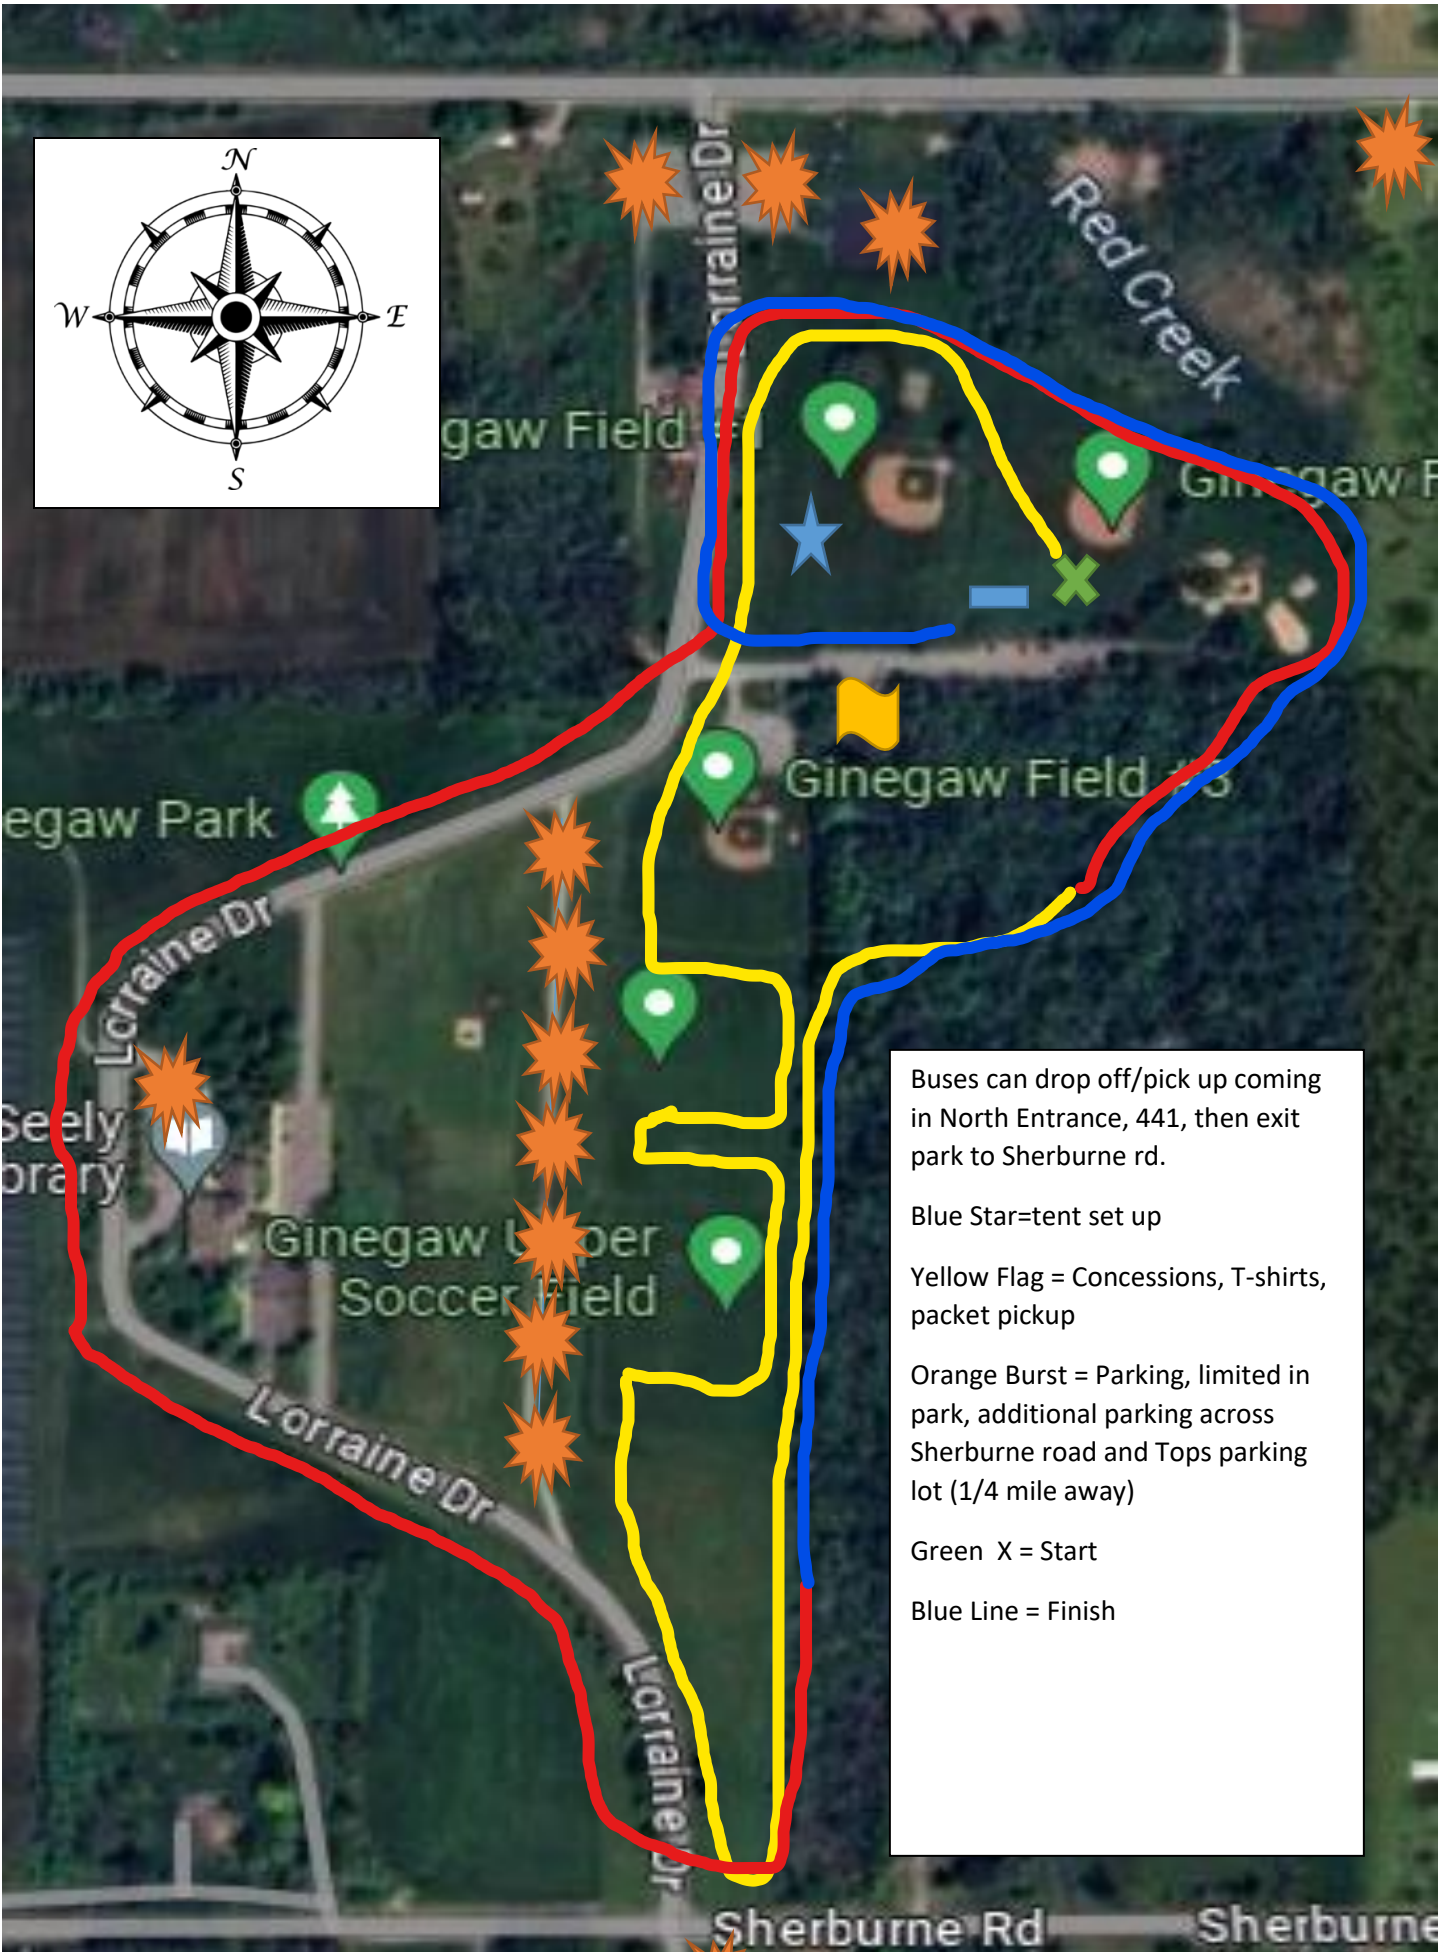 N
W
E
S
Lorraine Dr
Red Creek
gaw Field #1
Ginegaw F
Ginegaw Field #3
egaw Park
Lorraine Dr
Seely
brary
Ginegaw Upper
Soccer Field
Lorraine Dr
Lorraine Dr
Sherburne Rd
Sherburne
Buses can drop off/pick up coming
in North Entrance, 441, then exit
park to Sherburne rd.
Blue Star=tent set up
Yellow Flag = Concessions, T-shirts,
packet pickup
Orange Burst = Parking, limited in
park, additional parking across
Sherburne road and Tops parking
lot (1/4 mile away)
Green  X = Start
Blue Line = Finish